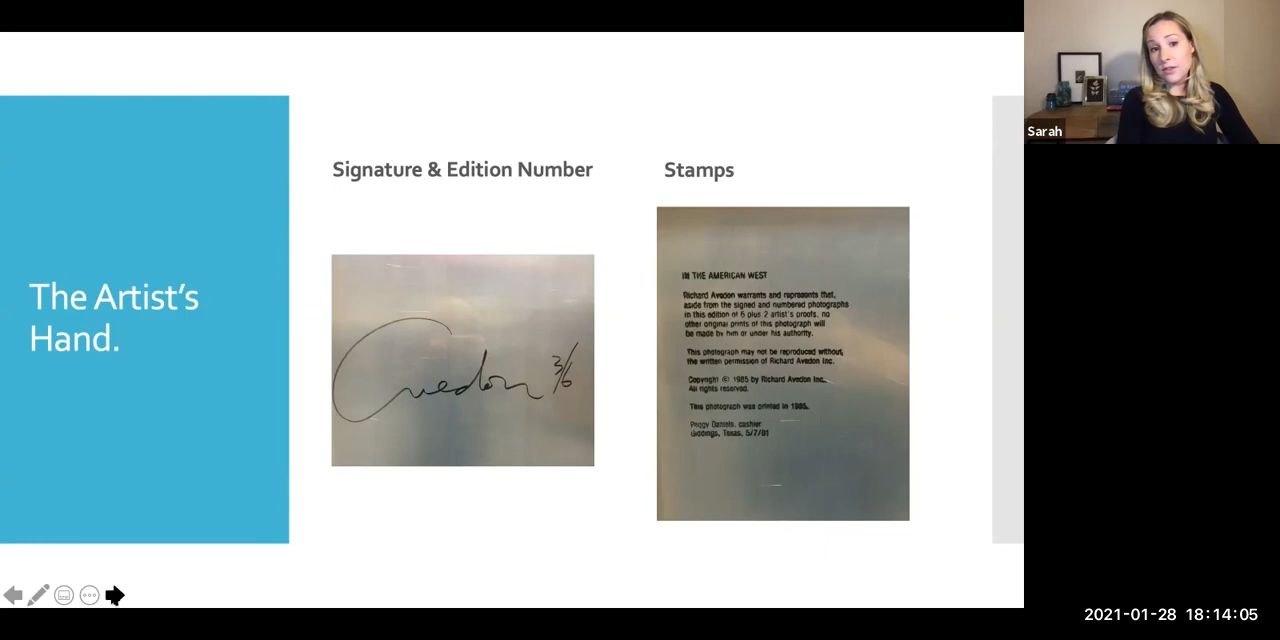 Signature & Edition Number
Stamps
The Artist's
Hand.
Avedon 3/6
IN THE AMERICAN WEST
Richard Avedon warrants and represents that,
aside from the signed and numbered photographs
in this edition of 6 plus 2 artist's proofs, no
other original prints of this photograph will
be made by him or under his authority.
This photograph may not be reproduced without
the written permission of Richard Avedon Inc.
Copyright © 1985 by Richard Avedon Inc.
All rights reserved.
This photograph was printed in 1985.
Peggy Daniels, cashier
Giddings, Texas, 5/7/81
Sarah
2021-01-28 18:14:05